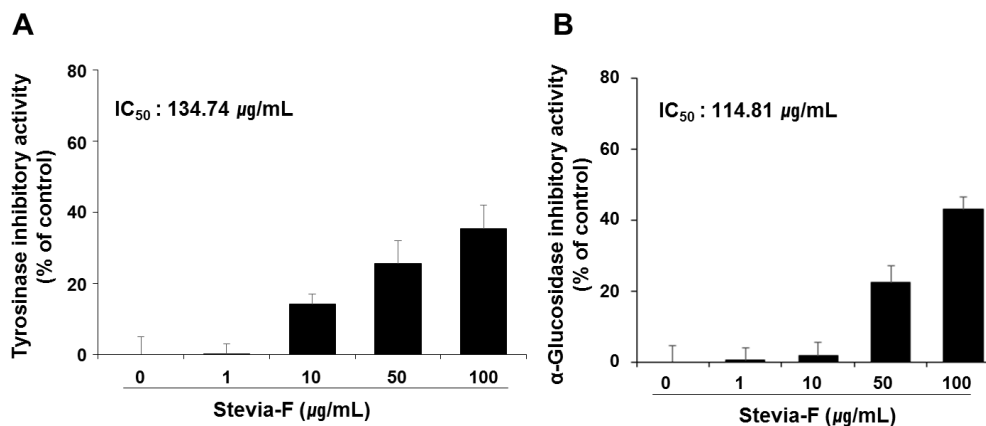 A
Tyrosinase inhibitory activity
(% of control)
80
60
40
20
0
IC50 : 134.74 μg/mL
0 1 10 50 100
Stevia-F (μg/mL)
B
α-Glucosidase inhibitory activity
(% of control)
80
60
40
20
0
IC50 : 114.81 μg/mL
0 1 10 50 100
Stevia-F (μg/mL)